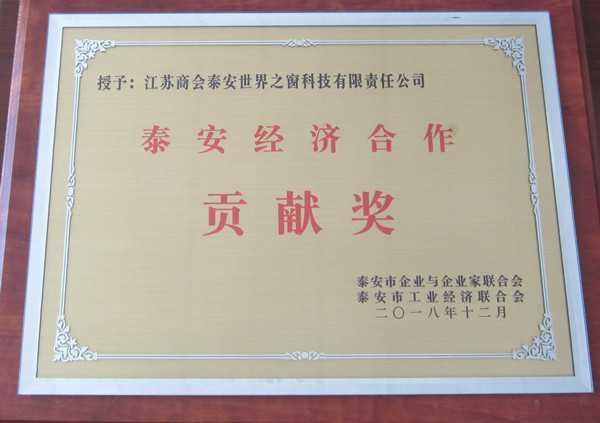 授予：江苏商会泰安世界之窗科技有限责任公司
泰安经济合作
贡献奖
泰安市企业与企业家联合会
泰安市工业经济联合会
二〇一八年十二月